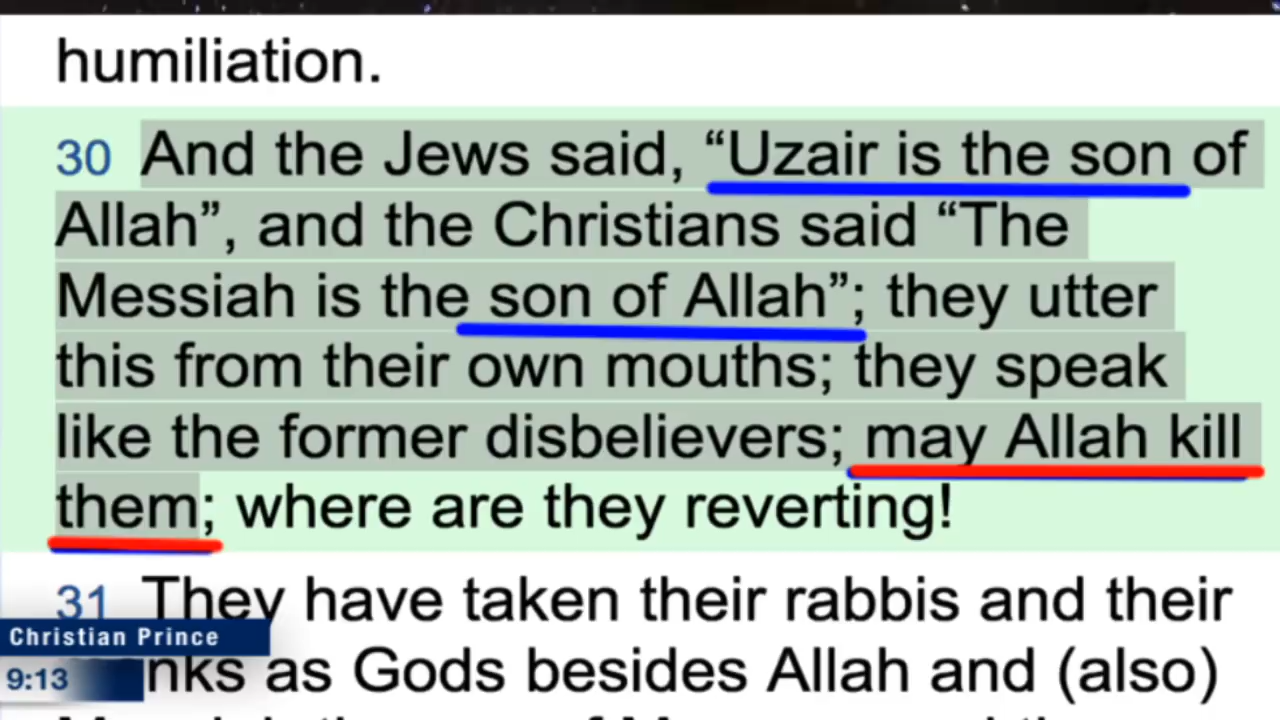 humiliation.
30 And the Jews said, “Uzair is the son of
Allah”, and the Christians said “The
Messiah is the son of Allah”; they utter
this from their own mouths; they speak
like the former disbelievers; may Allah kill
them; where are they reverting!
31 They have taken their rabbis and their
Christian Prince
nks as Gods besides Allah and (also)
9:13